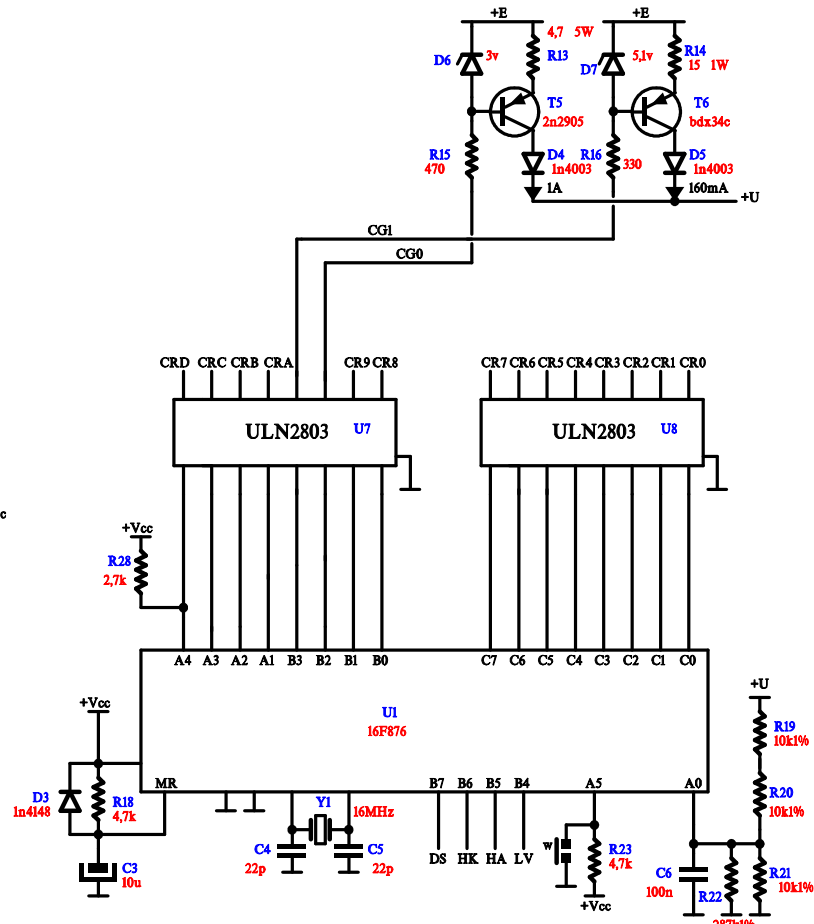 +E +E
4,7 5W
D6 3v R13 5,1v R14
D7 15 1W
T5 T6
2n2905 bdx34c
R15 D4 R16 D5
470 1n4003 330 1n4003
1A 160mA
+U
CG1
CG0
CRD CRC CRB CRA CR9 CR8 CR7 CR6 CR5 CR4 CR3 CR2 CR1 CR0
ULN2803 U7 ULN2803 U8
c
+Vcc
R28
2,7k
A4 A3 A2 A1 B3 B2 B1 B0 C7 C6 C5 C4 C3 C2 C1 C0
+U
+Vcc
U1 R19
16F876 10k1%
MR B7 B6 B5 B4 A5 A0
D3 R18 Y1 16MHz R20
1n4148 4,7k 10k1%
C4 C5 W R23
22p 22p DS HK HA LV 4,7k
C3 C6 R21
10u 100n R22 10k1%
+Vcc